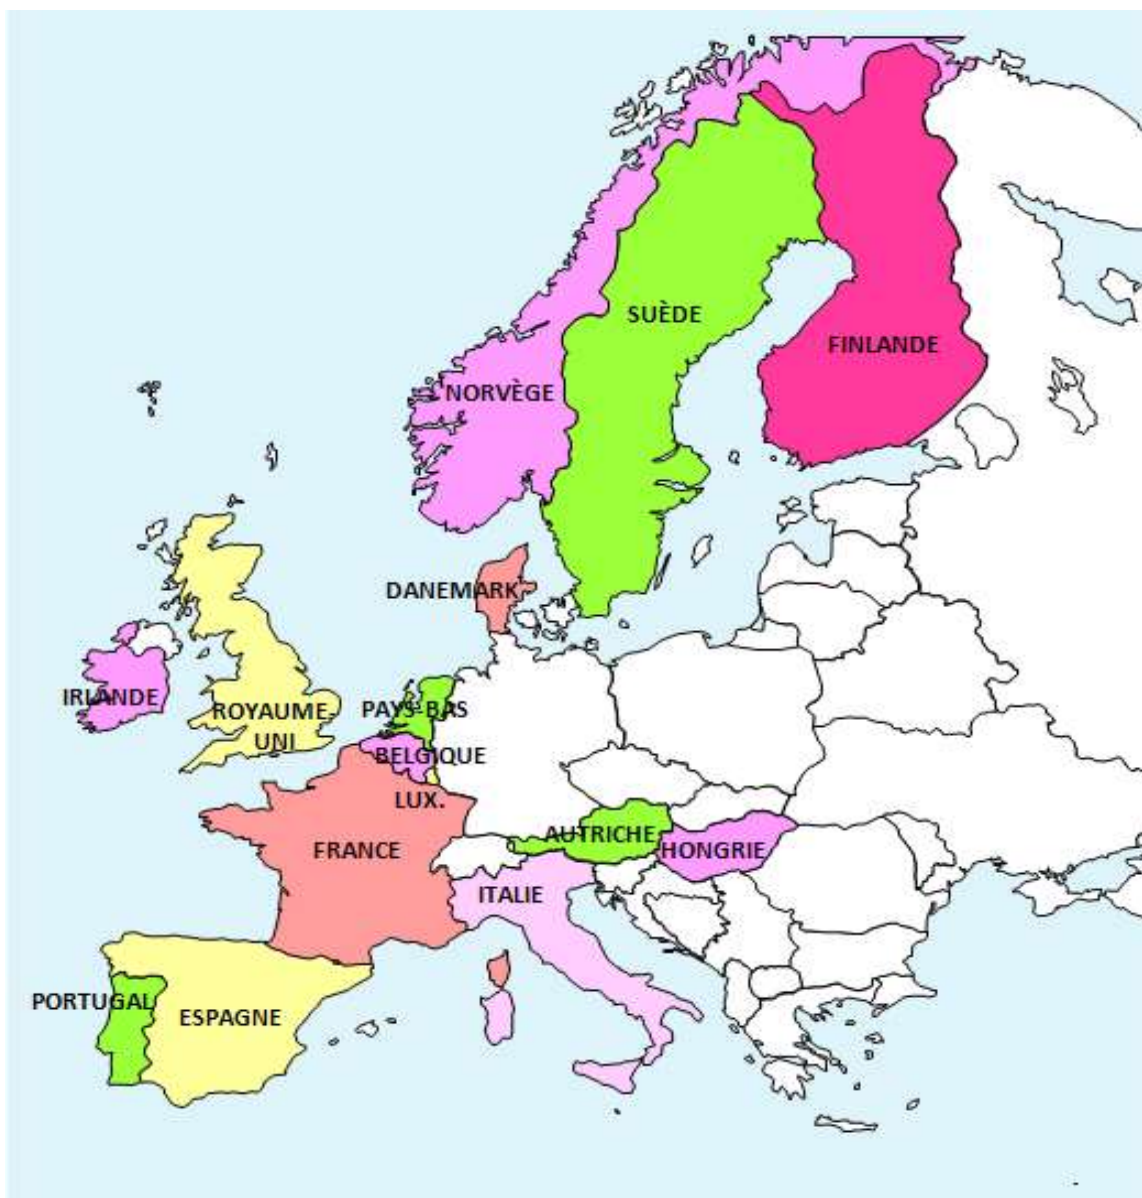 SUÈDE
FINLANDE
NORVÈGE
DANEMARK
IRLANDE
ROYAUME-
UNI
PAYS-BAS
BELGIQUE
LUX.
AUTRICHE
FRANCE
HONGRIE
ITALIE
PORTUGAL
ESPAGNE